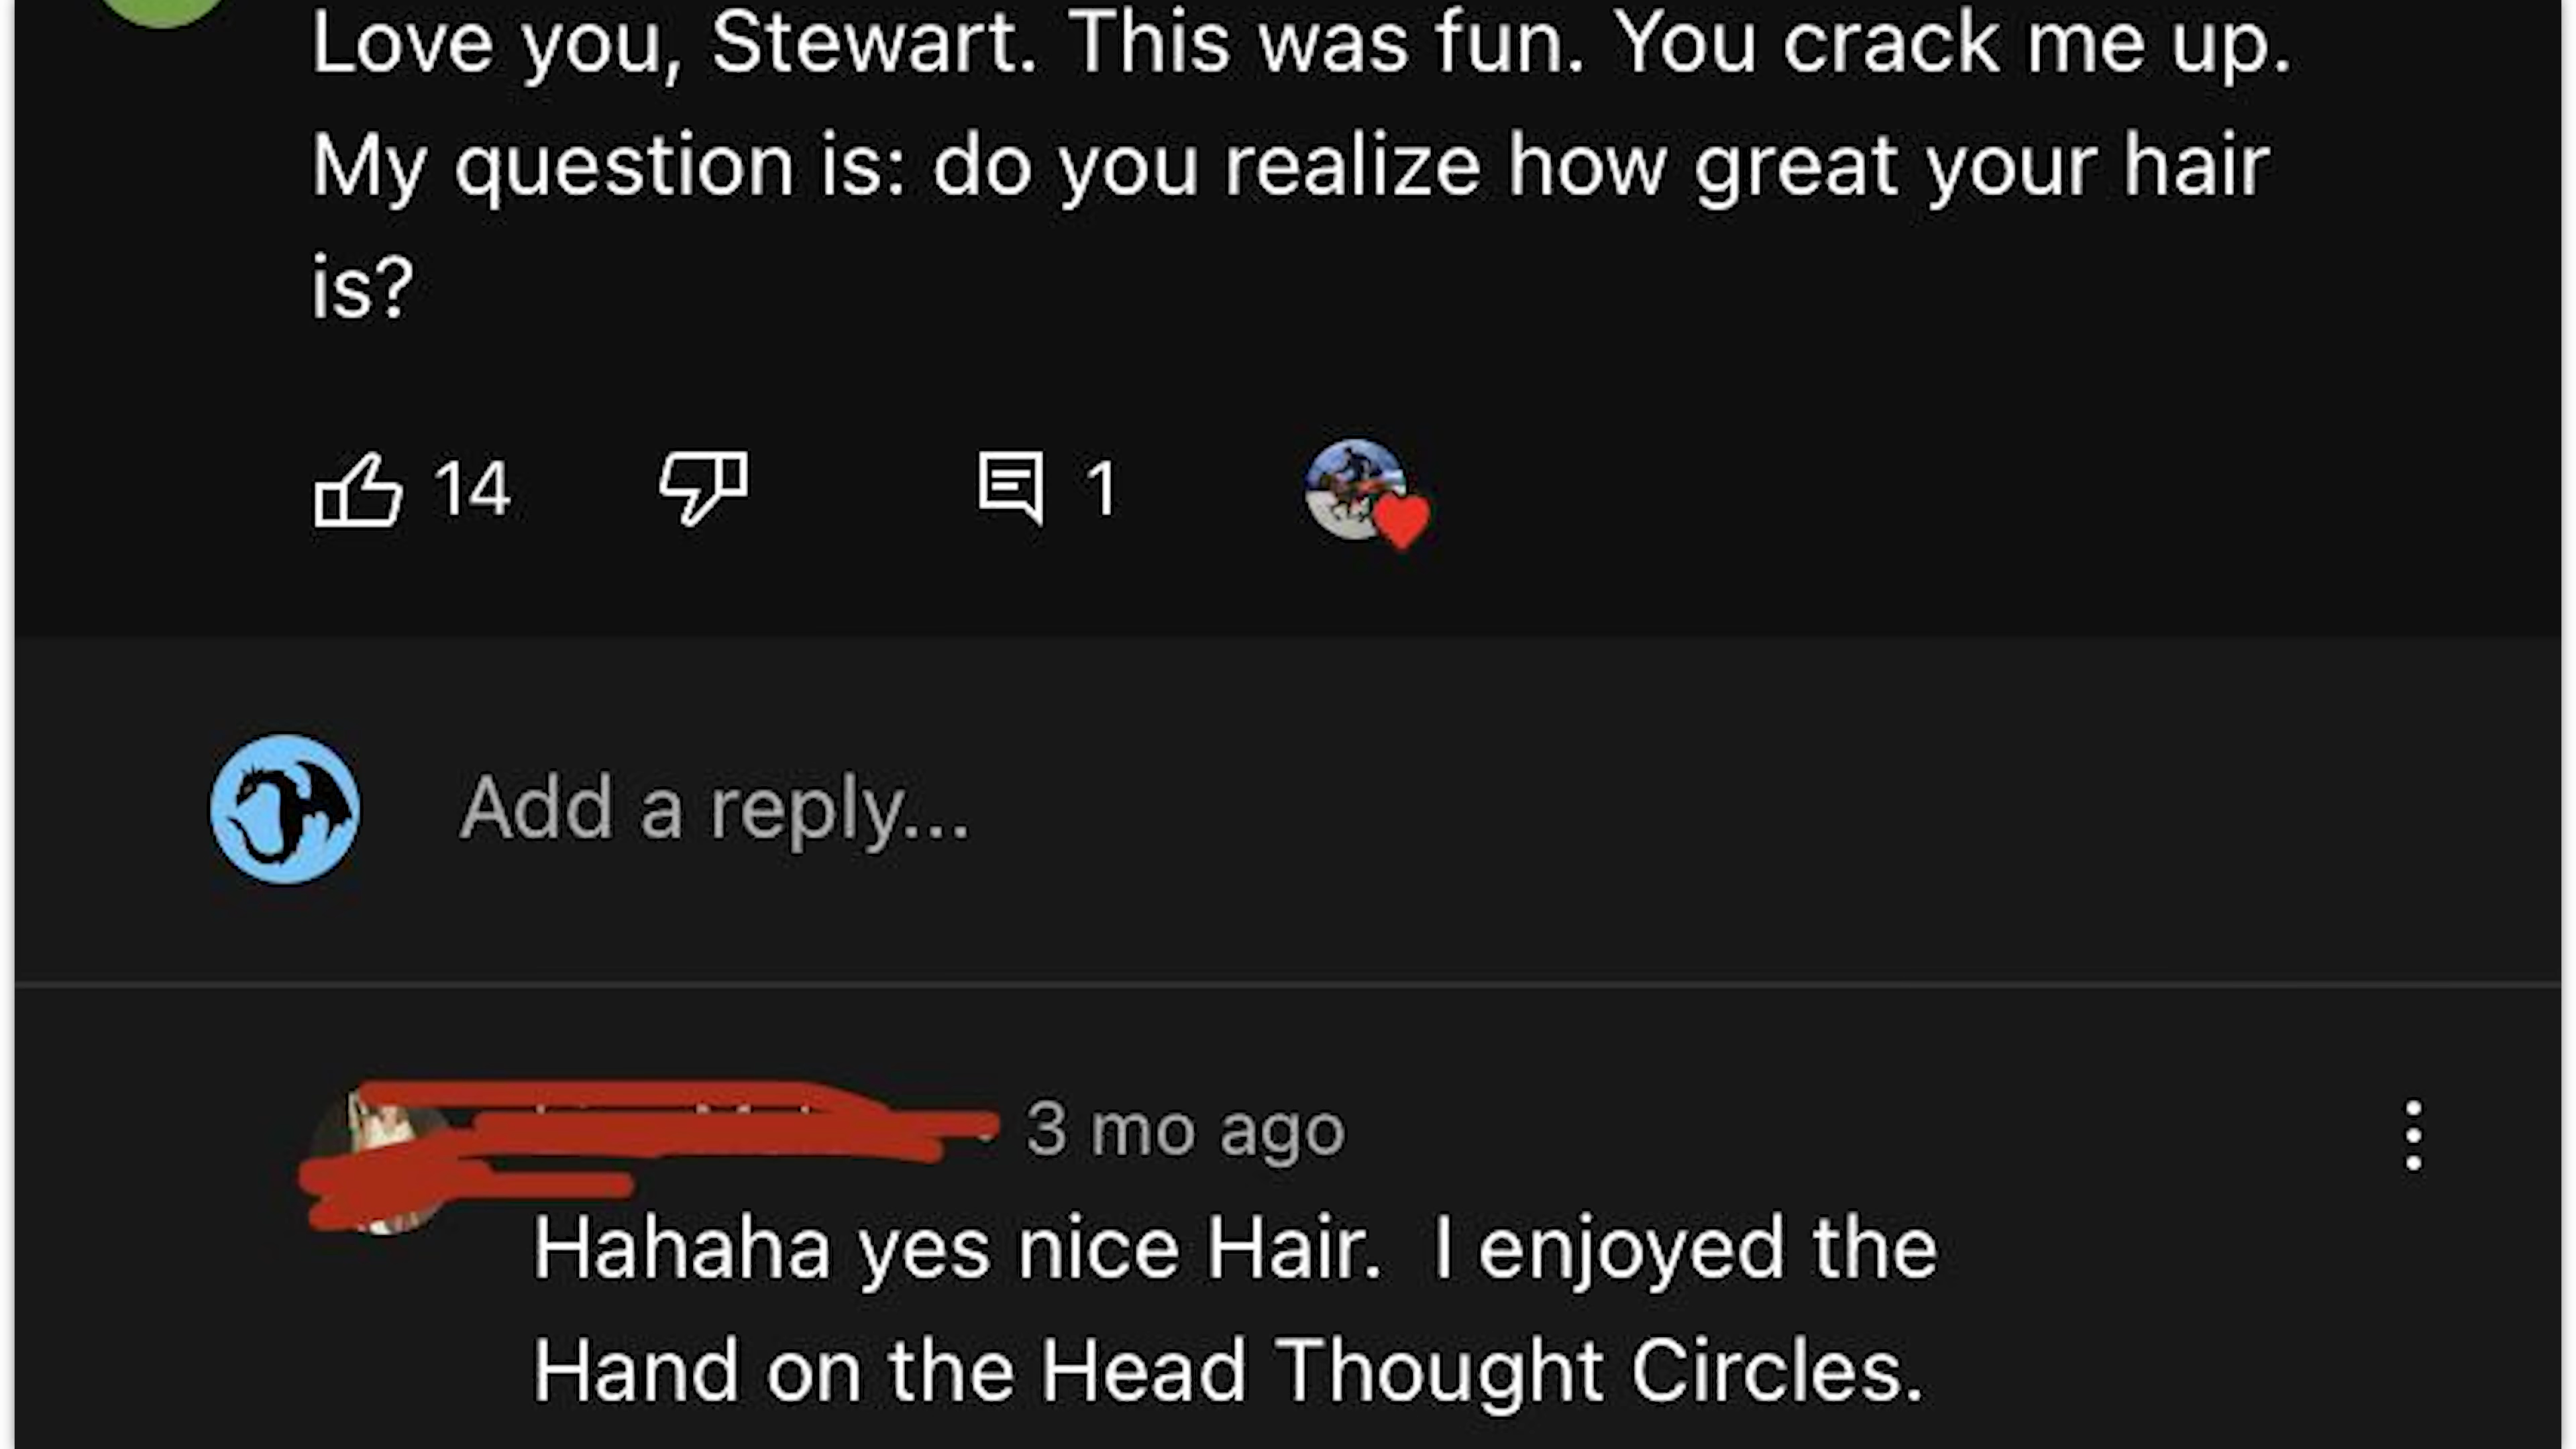 Love you, Stewart. This was fun. You crack me up.
My question is: do you realize how great your hair
is?
14
1
Add a reply...
3 mo ago
Hahaha yes nice Hair.  I enjoyed the
Hand on the Head Thought Circles.